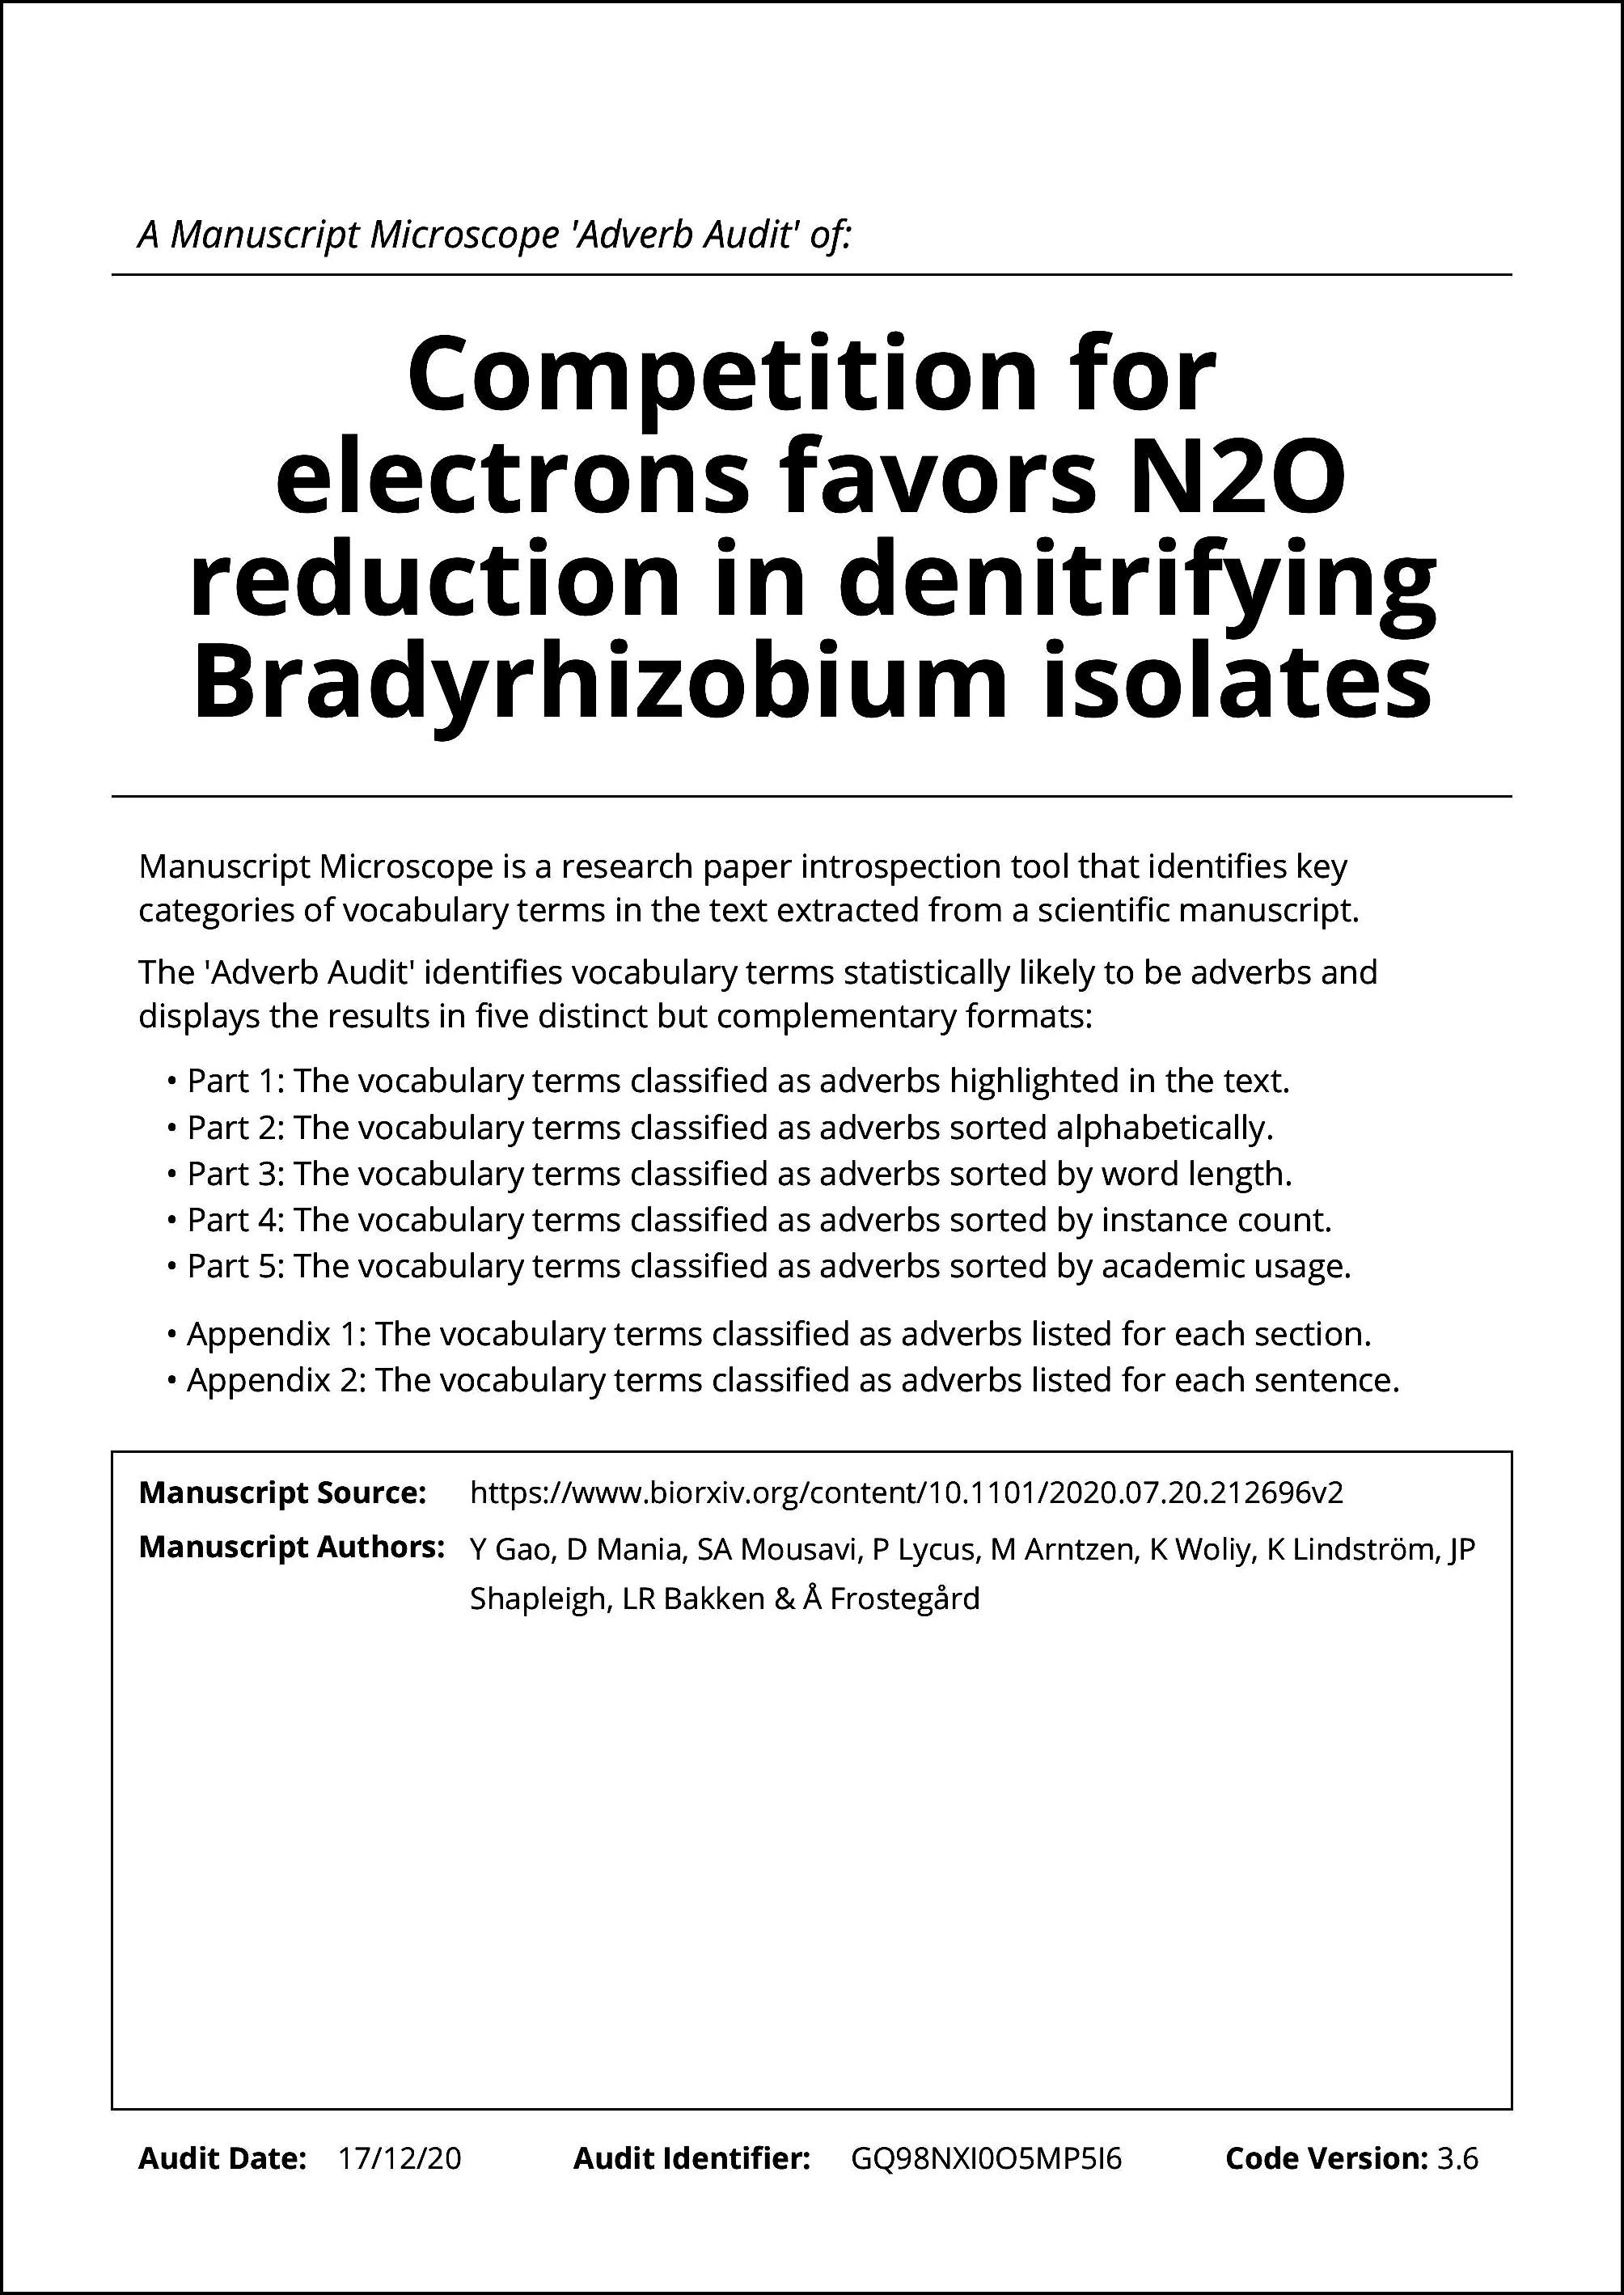 A Manuscript Microscope 'Adverb Audit' of:
Competition for
electrons favors N2O
reduction in denitrifying
Bradyrhizobium isolates
Manuscript Microscope is a research paper introspection tool that identifies key
categories of vocabulary terms in the text extracted from a scientific manuscript.
The 'Adverb Audit' identifies vocabulary terms statistically likely to be adverbs and
displays the results in five distinct but complementary formats:
• Part 1: The vocabulary terms classified as adverbs highlighted in the text.
• Part 2: The vocabulary terms classified as adverbs sorted alphabetically.
• Part 3: The vocabulary terms classified as adverbs sorted by word length.
• Part 4: The vocabulary terms classified as adverbs sorted by instance count.
• Part 5: The vocabulary terms classified as adverbs sorted by academic usage.
• Appendix 1: The vocabulary terms classified as adverbs listed for each section.
• Appendix 2: The vocabulary terms classified as adverbs listed for each sentence.
Manuscript Source: https://www.biorxiv.org/content/10.1101/2020.07.20.212696v2
Manuscript Authors: Y Gao, D Mania, SA Mousavi, P Lycus, M Arntzen, K Woliy, K Lindström, JP
Shapleigh, LR Bakken & Å Frostegård
Audit Date: 17/12/20 Audit Identifier: GQ98NXI0O5MP5I6 Code Version: 3.6